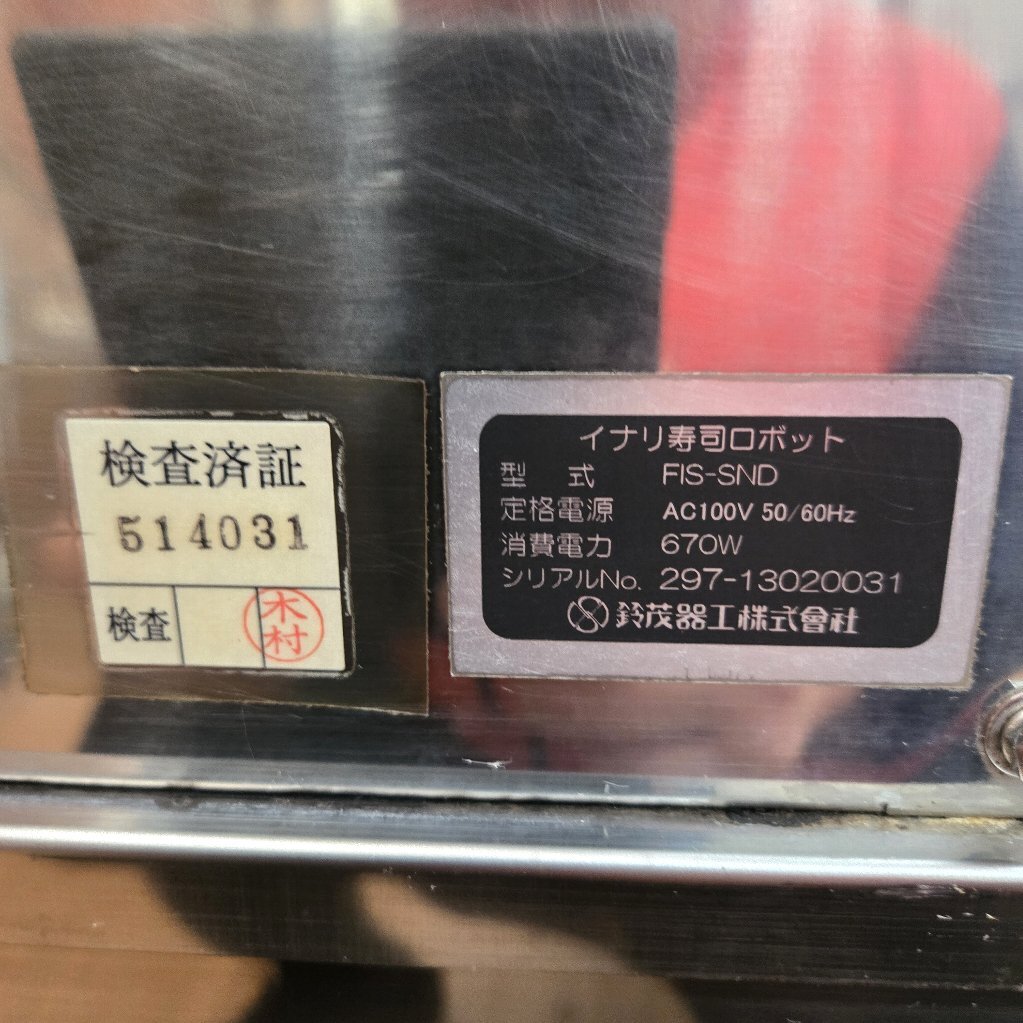 検査済証
514031
検査
木村
イナリ寿司ロボット
型 式 FIS-SND
定格電源 AC100V 50/60Hz
消費電力 670W
シリアルNo. 297-13020031
鈴茂器工株式會社